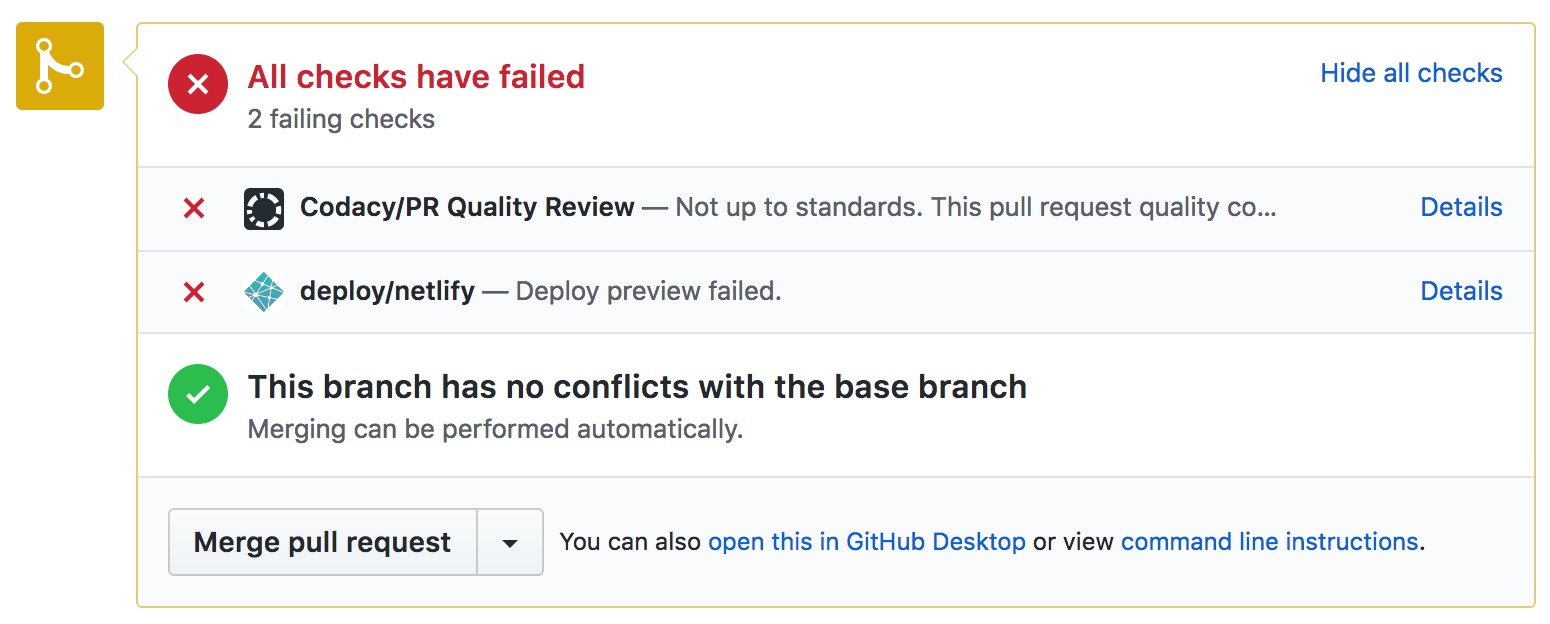 All checks have failed
Hide all checks
2 failing checks
Codacy/PR Quality Review — Not up to standards. This pull request quality co...
Details
deploy/netlify — Deploy preview failed.
Details
This branch has no conflicts with the base branch
Merging can be performed automatically.
Merge pull request
You can also open this in GitHub Desktop or view command line instructions.